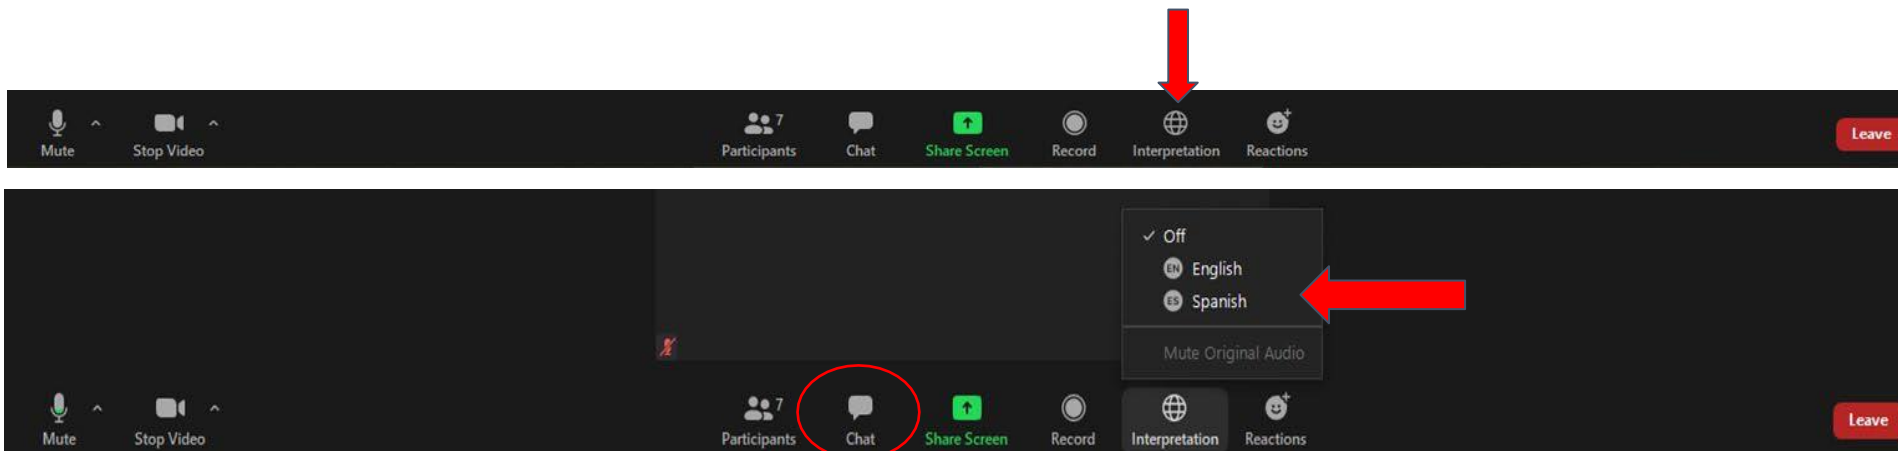 7
Mute Stop Video Participants Chat Share Screen Record Interpretation Reactions Leave
Off
EN English
ES Spanish
Mute Original Audio
7
Mute Stop Video Participants Chat Share Screen Record Interpretation Reactions Leave